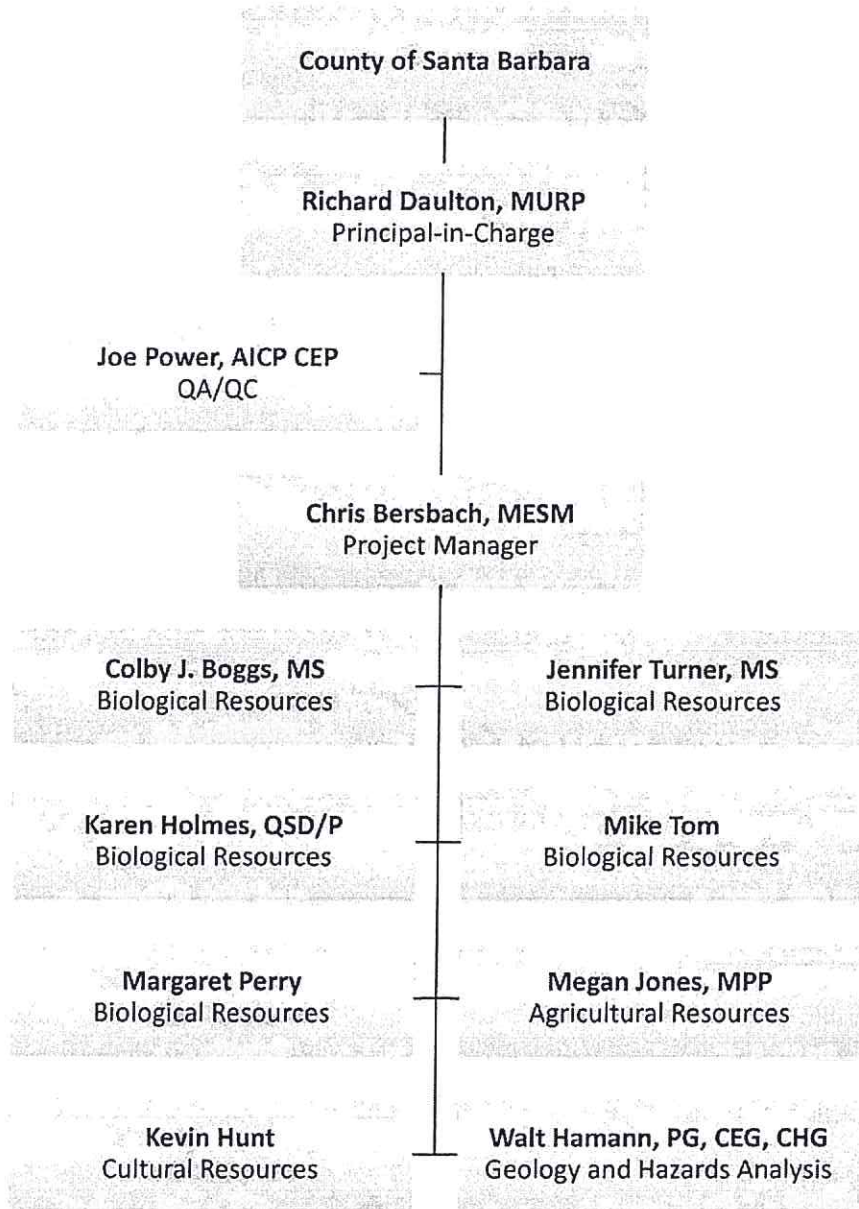 County of Santa Barbara
Richard Daulton, MURP
Principal-in-Charge
Joe Power, AICP CEP
QA/QC
Chris Bersbach, MESM
Project Manager
Colby J. Boggs, MS
Biological Resources
Jennifer Turner, MS
Biological Resources
Karen Holmes, QSD/P
Biological Resources
Mike Tom
Biological Resources
Margaret Perry
Biological Resources
Megan Jones, MPP
Agricultural Resources
Kevin Hunt
Cultural Resources
Walt Hamann, PG, CEG, CHG
Geology and Hazards Analysis